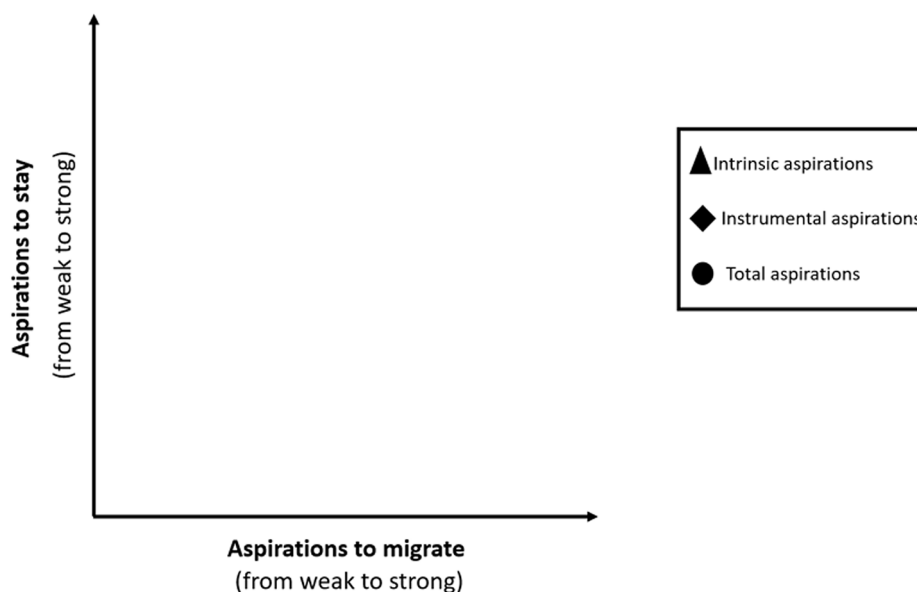 Aspirations to stay
(from weak to strong)
Intrinsic aspirations
Instrumental aspirations
Total aspirations
Aspirations to migrate
(from weak to strong)